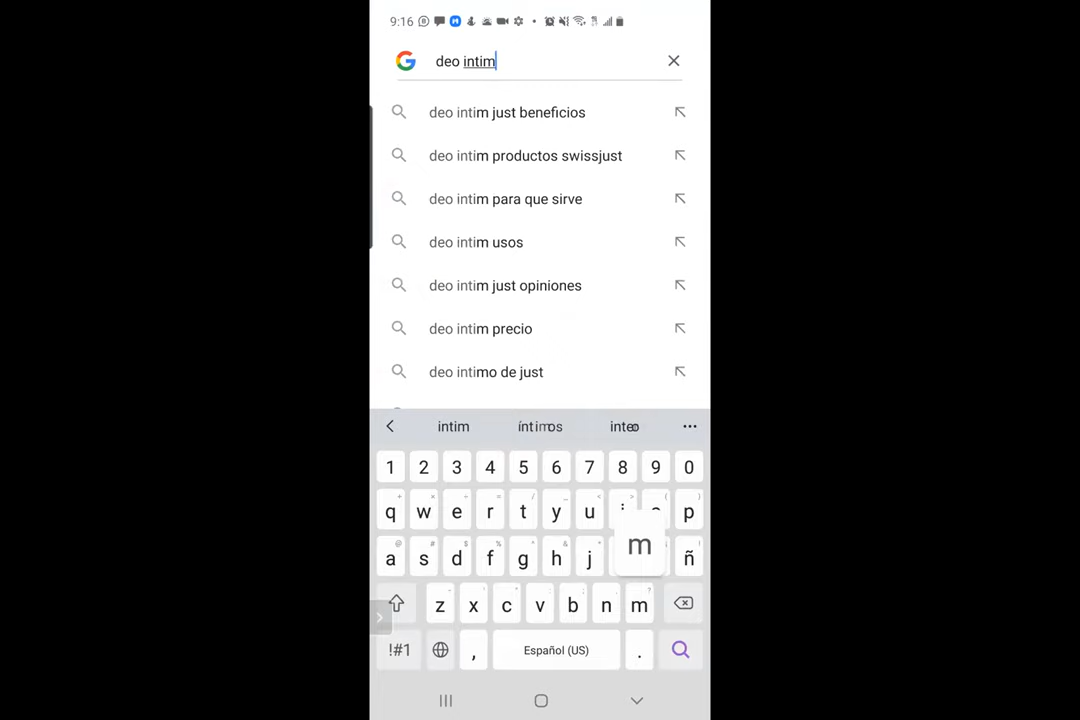 9:16
deo intim
deo intim just beneficios
deo intim productos swissjust
deo intim para que sirve
deo intim usos
deo intim just opiniones
deo intim precio
deo intimo de just
intim
1 2 3 4 5 6 7 8 9 0
q w e r t y u p
a s d f g h j m ñ
z x c v b n m
!#1 , Español (US) .